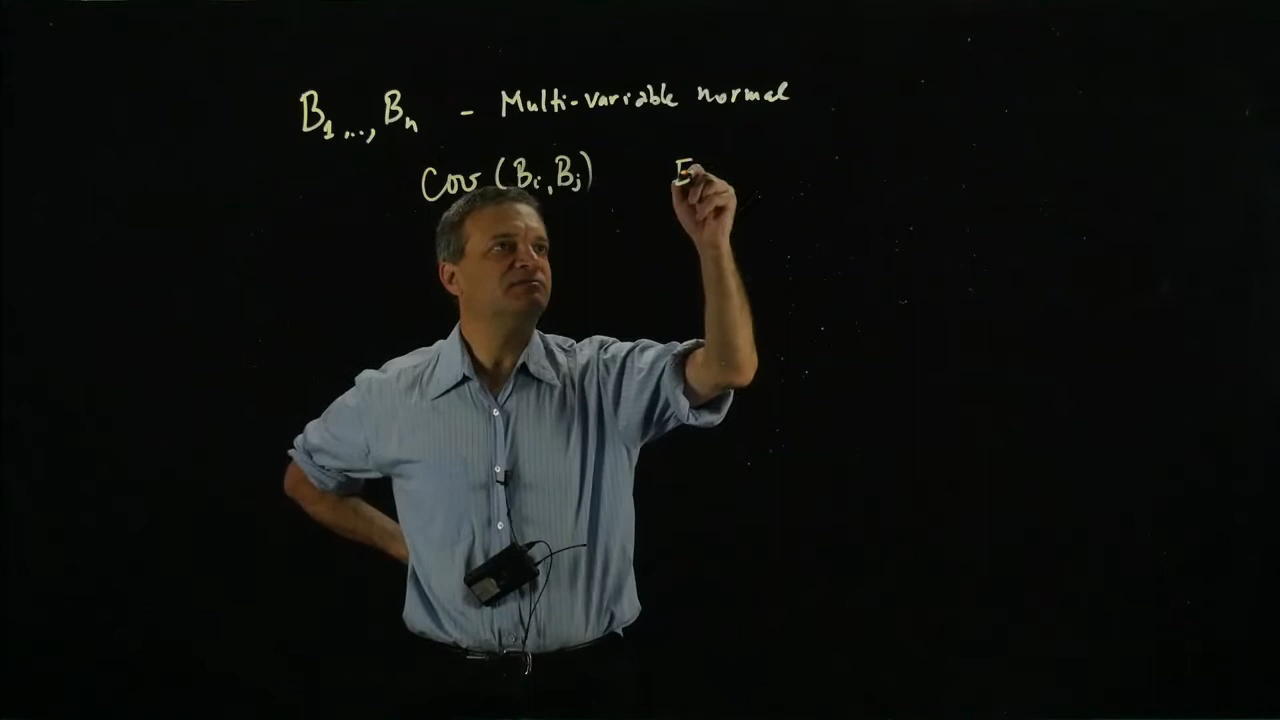 B₁,..., Bₙ - Multi-variable normal
Cov (Bᵢ, Bⱼ) E